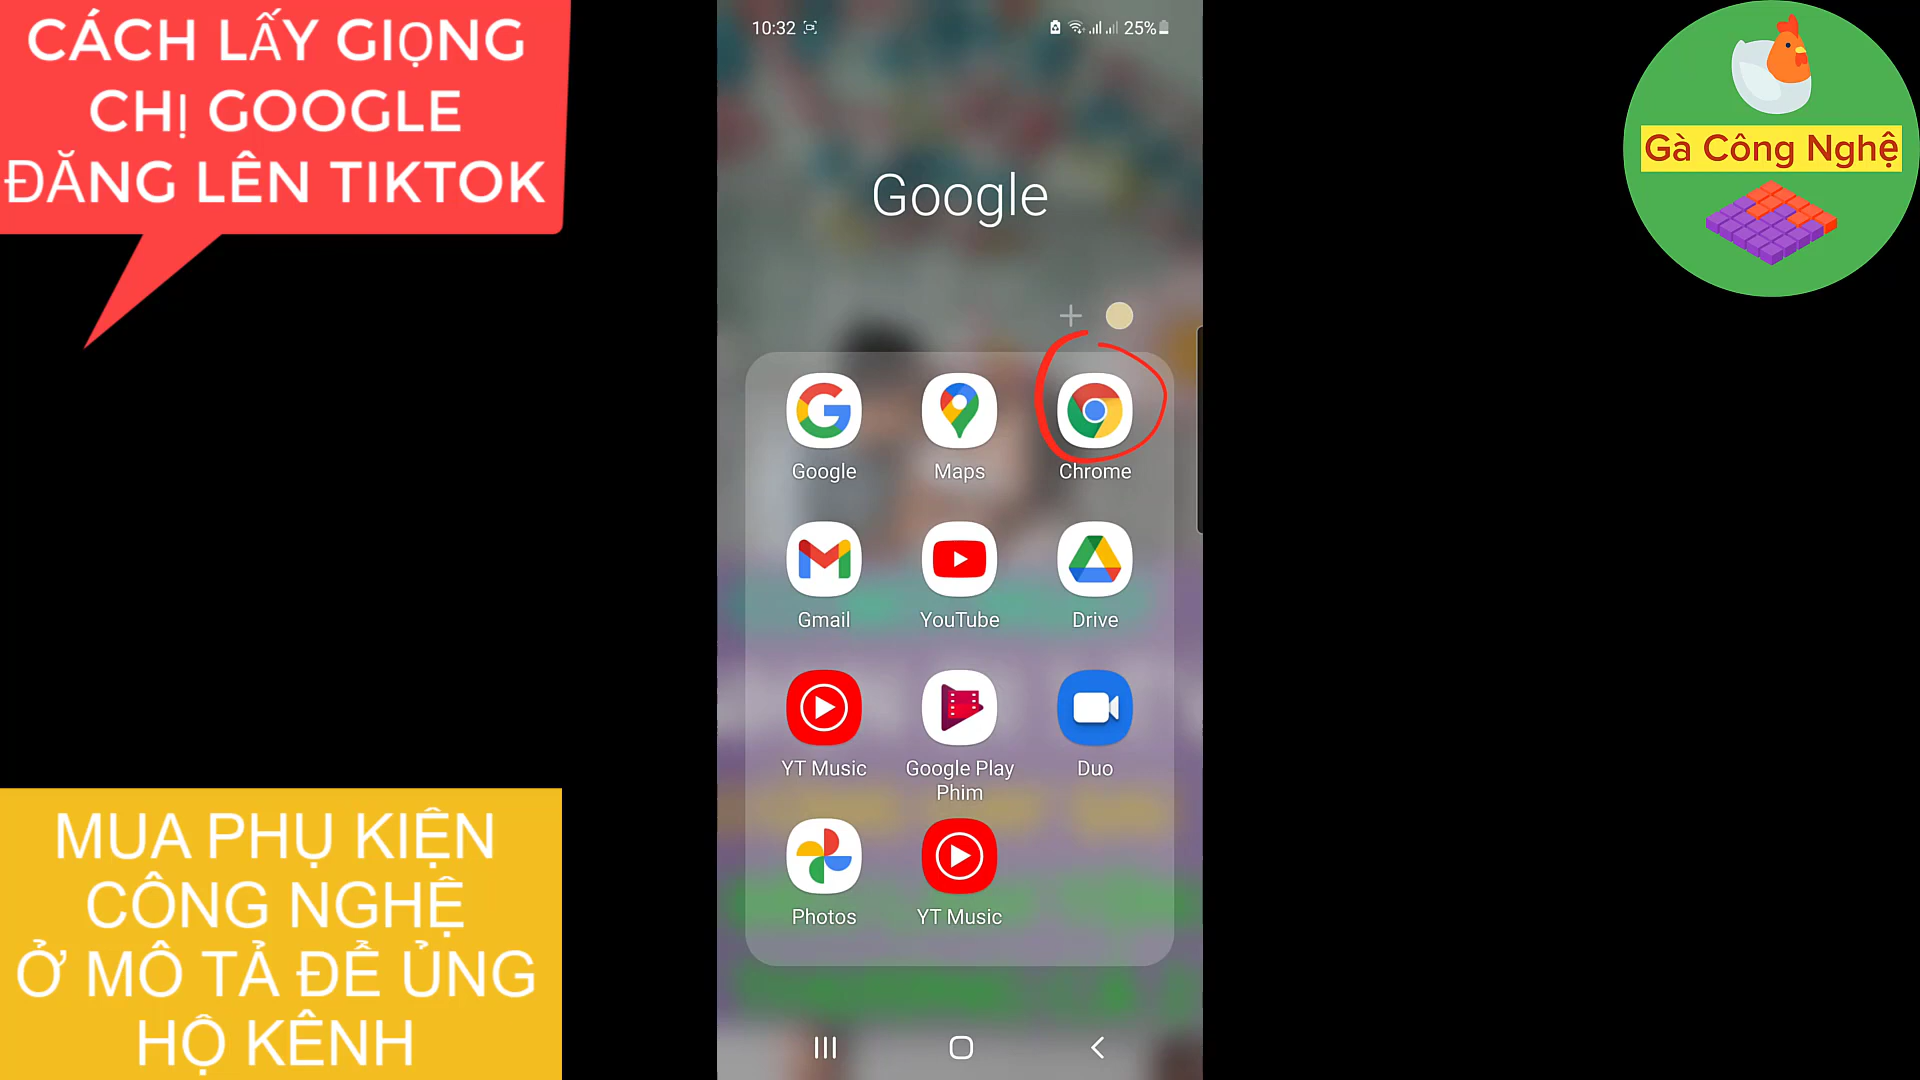 CÁCH LẤY GIỌNG
CHỊ GOOGLE
ĐĂNG LÊN TIKTOK
10:32
25%
Gà Công Nghệ
Google
Google
Maps
Chrome
Gmail
YouTube
Drive
YT Music
Google Play
Phim
Duo
Photos
YT Music
MUA PHỤ KIỆN
CÔNG NGHỆ
Ở MÔ TẢ ĐỂ ỦNG
HỘ KÊNH